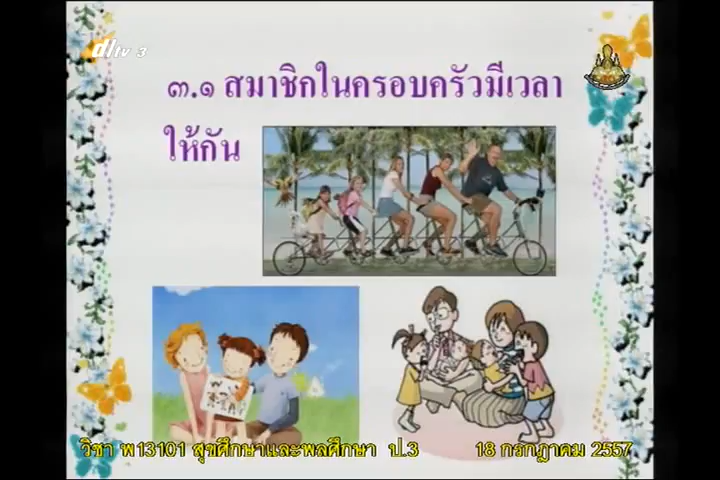 dltv 3
๓.๑ สมาชิกในครอบครัวมีเวลา
ให้กัน
วิชา พ13101 สุขศึกษาและพลศึกษา ป.3 18 กรกฎาคม 2557